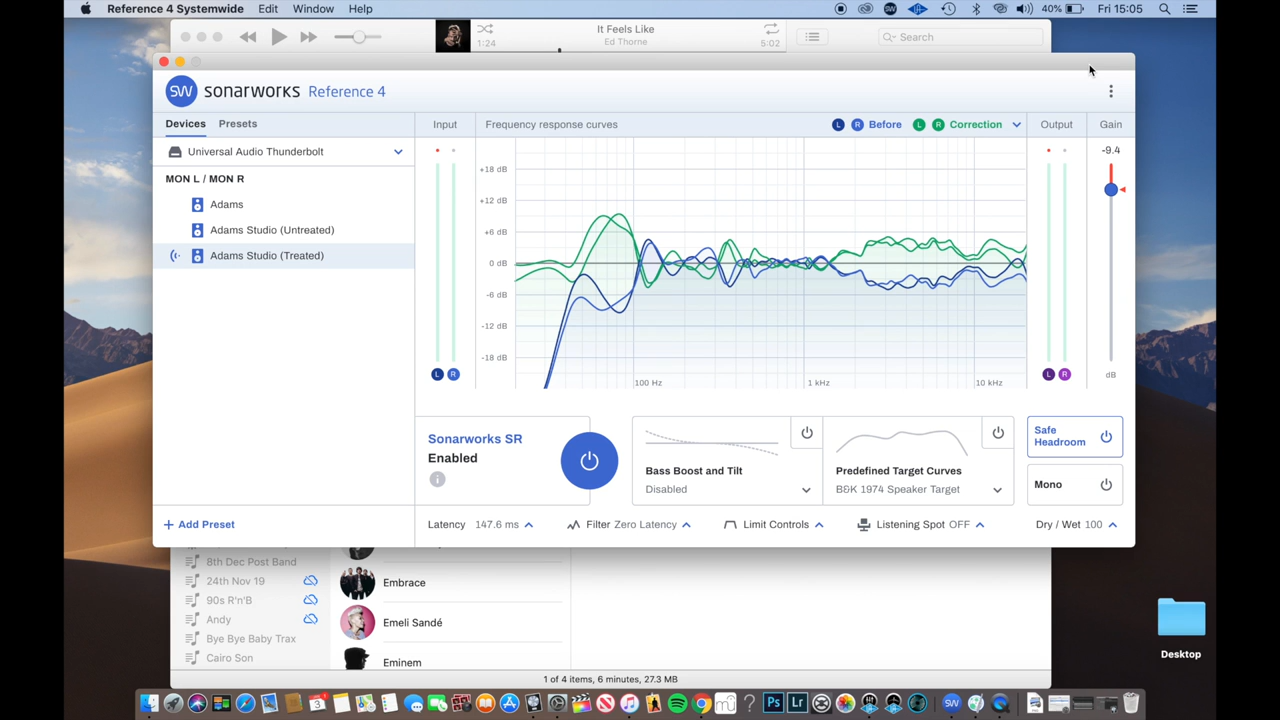 Reference 4 Systemwide Edit Window Help
40% Fri 15:05
It Feels Like
1:24 Ed Thorne 5:02
Search
SW sonarworks Reference 4
Devices Presets
Input
Frequency response curves
L R Before L R Correction
Output
Gain
Universal Audio Thunderbolt
-9.4
MON L / MON R
Adams
Adams Studio (Untreated)
Adams Studio (Treated)
+18 dB
+12 dB
+6 dB
0 dB
-6 dB
-12 dB
-18 dB
100 Hz 1 kHz 10 kHz
L R
L R
dB
Sonarworks SR
Enabled
Bass Boost and Tilt
Disabled
Predefined Target Curves
B&K 1974 Speaker Target
Safe
Headroom
Mono
+ Add Preset
Latency 147.6 ms
Filter Zero Latency
Limit Controls
Listening Spot OFF
Dry / Wet 100
8th Dec Post Band
24th Nov 19
90s R'n'B
Andy
Bye Bye Baby Trax
Cairo Son
Embrace
Emeli Sandé
Eminem
Desktop
1 of 4 items, 6 minutes, 27.3 MB
3
Ps
Lr
SW